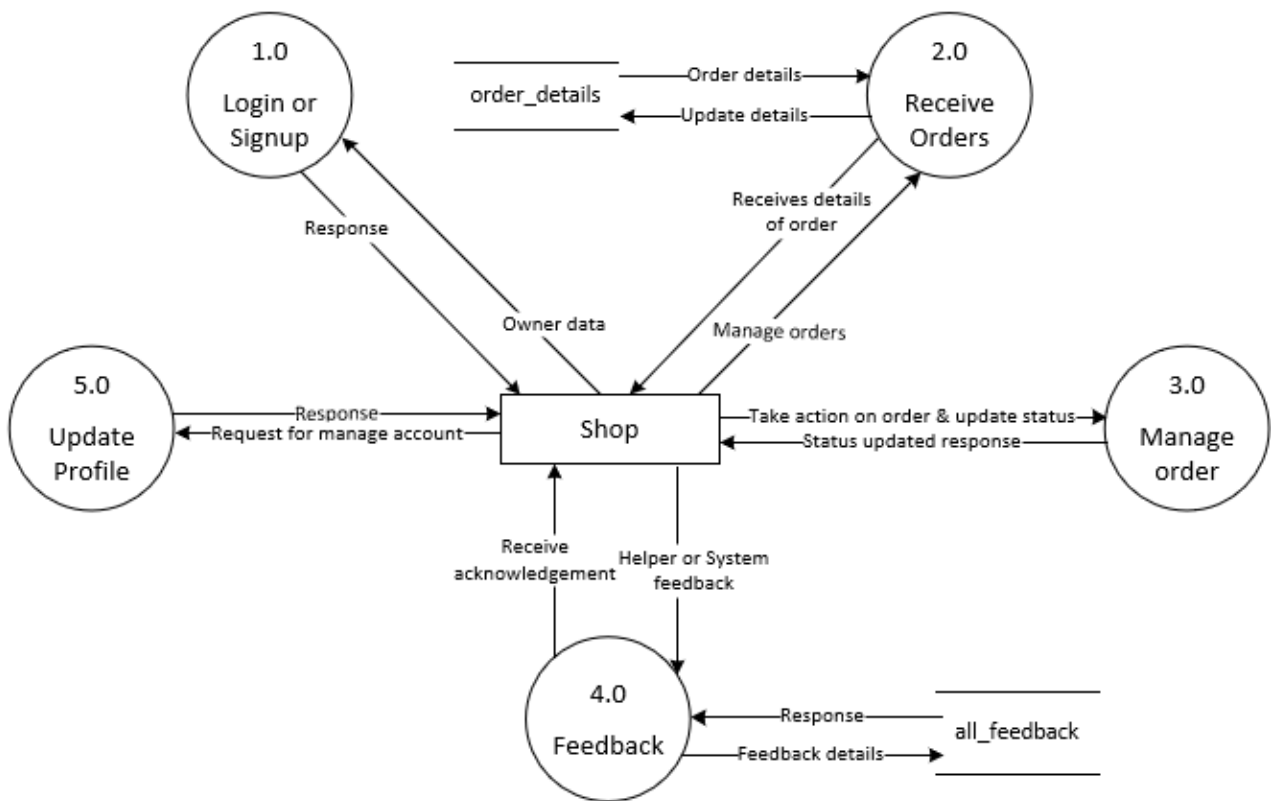 1.0
Login or
Signup
order_details
Order details
Update details
2.0
Receive
Orders
Response
Owner data
Receives details
of order
Manage orders
5.0
Update
Profile
Response
Request for manage account
Shop
Take action on order & update status
Status updated response
3.0
Manage
order
Receive
acknowledgement
Helper or System
feedback
4.0
Feedback
Response
Feedback details
all_feedback